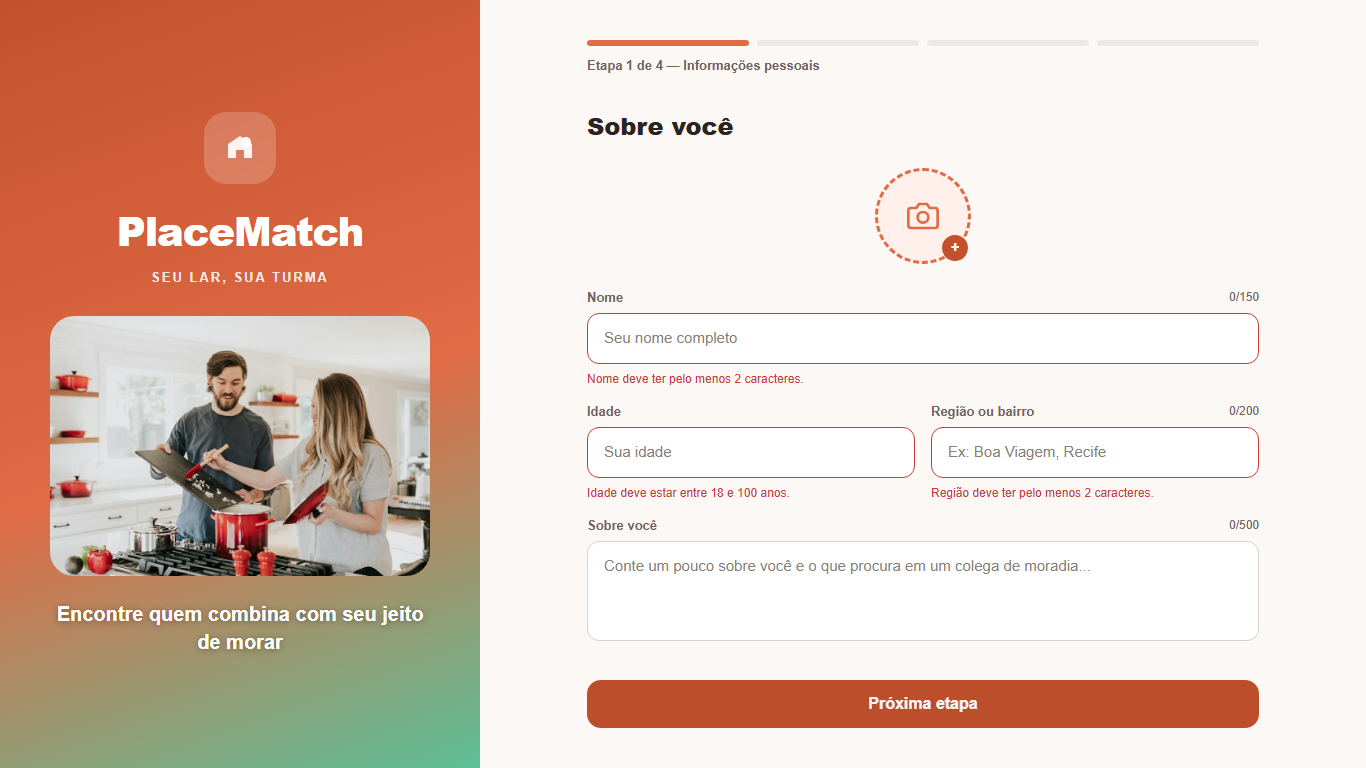 PlaceMatch
SEU LAR, SUA TURMA
Encontre quem combina com seu jeito
de morar
Etapa 1 de 4 — Informações pessoais
Sobre você
+
Nome
0/150
Seu nome completo
Nome deve ter pelo menos 2 caracteres.
Idade
Sua idade
Idade deve estar entre 18 e 100 anos.
Região ou bairro
0/200
Ex: Boa Viagem, Recife
Região deve ter pelo menos 2 caracteres.
Sobre você
0/500
Conte um pouco sobre você e o que procura em um colega de moradia...
Próxima etapa